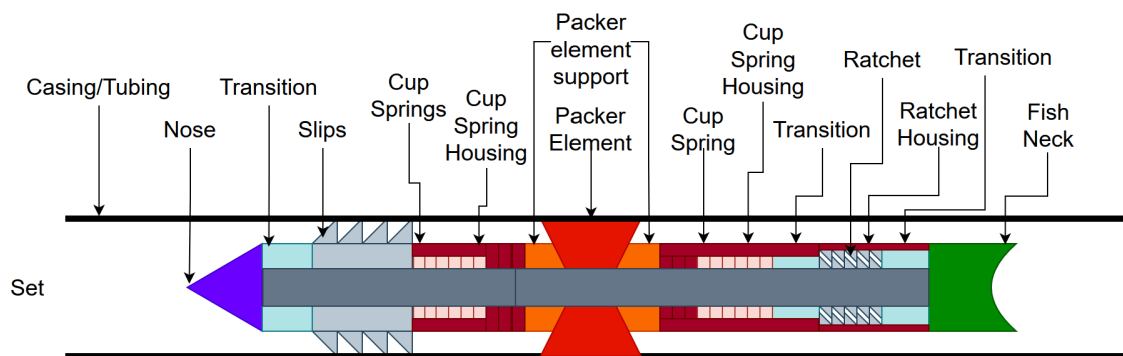 Casing/Tubing
Nose
Transition
Slips
Cup
Springs
Cup
Spring
Housing
Packer
element
support
Packer
Element
Cup
Spring
Cup
Spring
Housing
Transition
Ratchet
Ratchet
Housing
Transition
Fish
Neck
Set